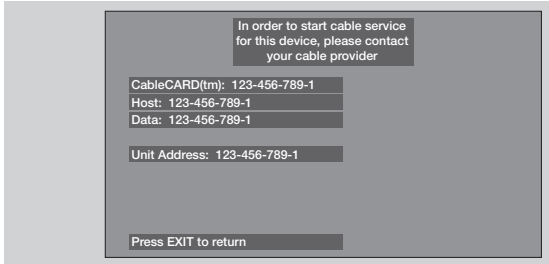 In order to start cable service
for this device, please contact
your cable provider
CableCARD(tm): 123-456-789-1
Host: 123-456-789-1
Data: 123-456-789-1
Unit Address: 123-456-789-1
Press EXIT to return